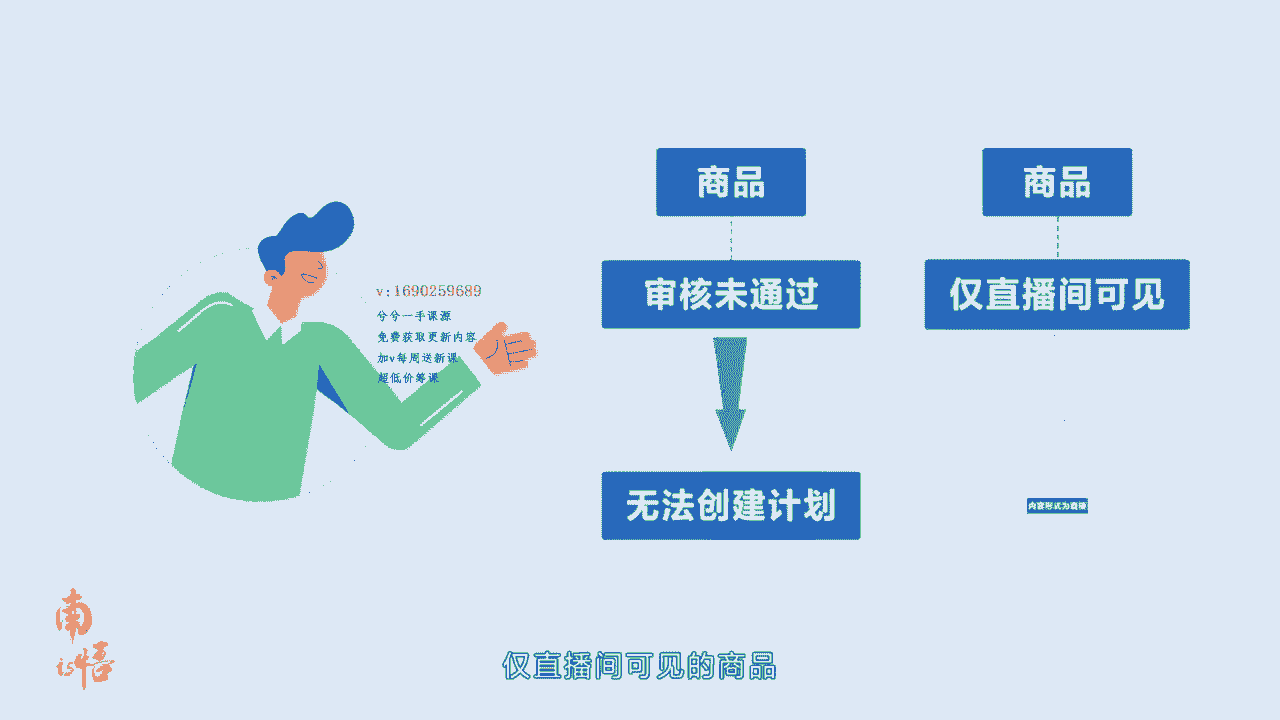 商品
商品
审核未通过
仅直播间可见
v:1690259689
兮兮一手课源
免费获取更新内容
加v每周送新课
超低价筹课
无法创建计划
内容形式为直播
南
is悟
仅直播间可见的商品